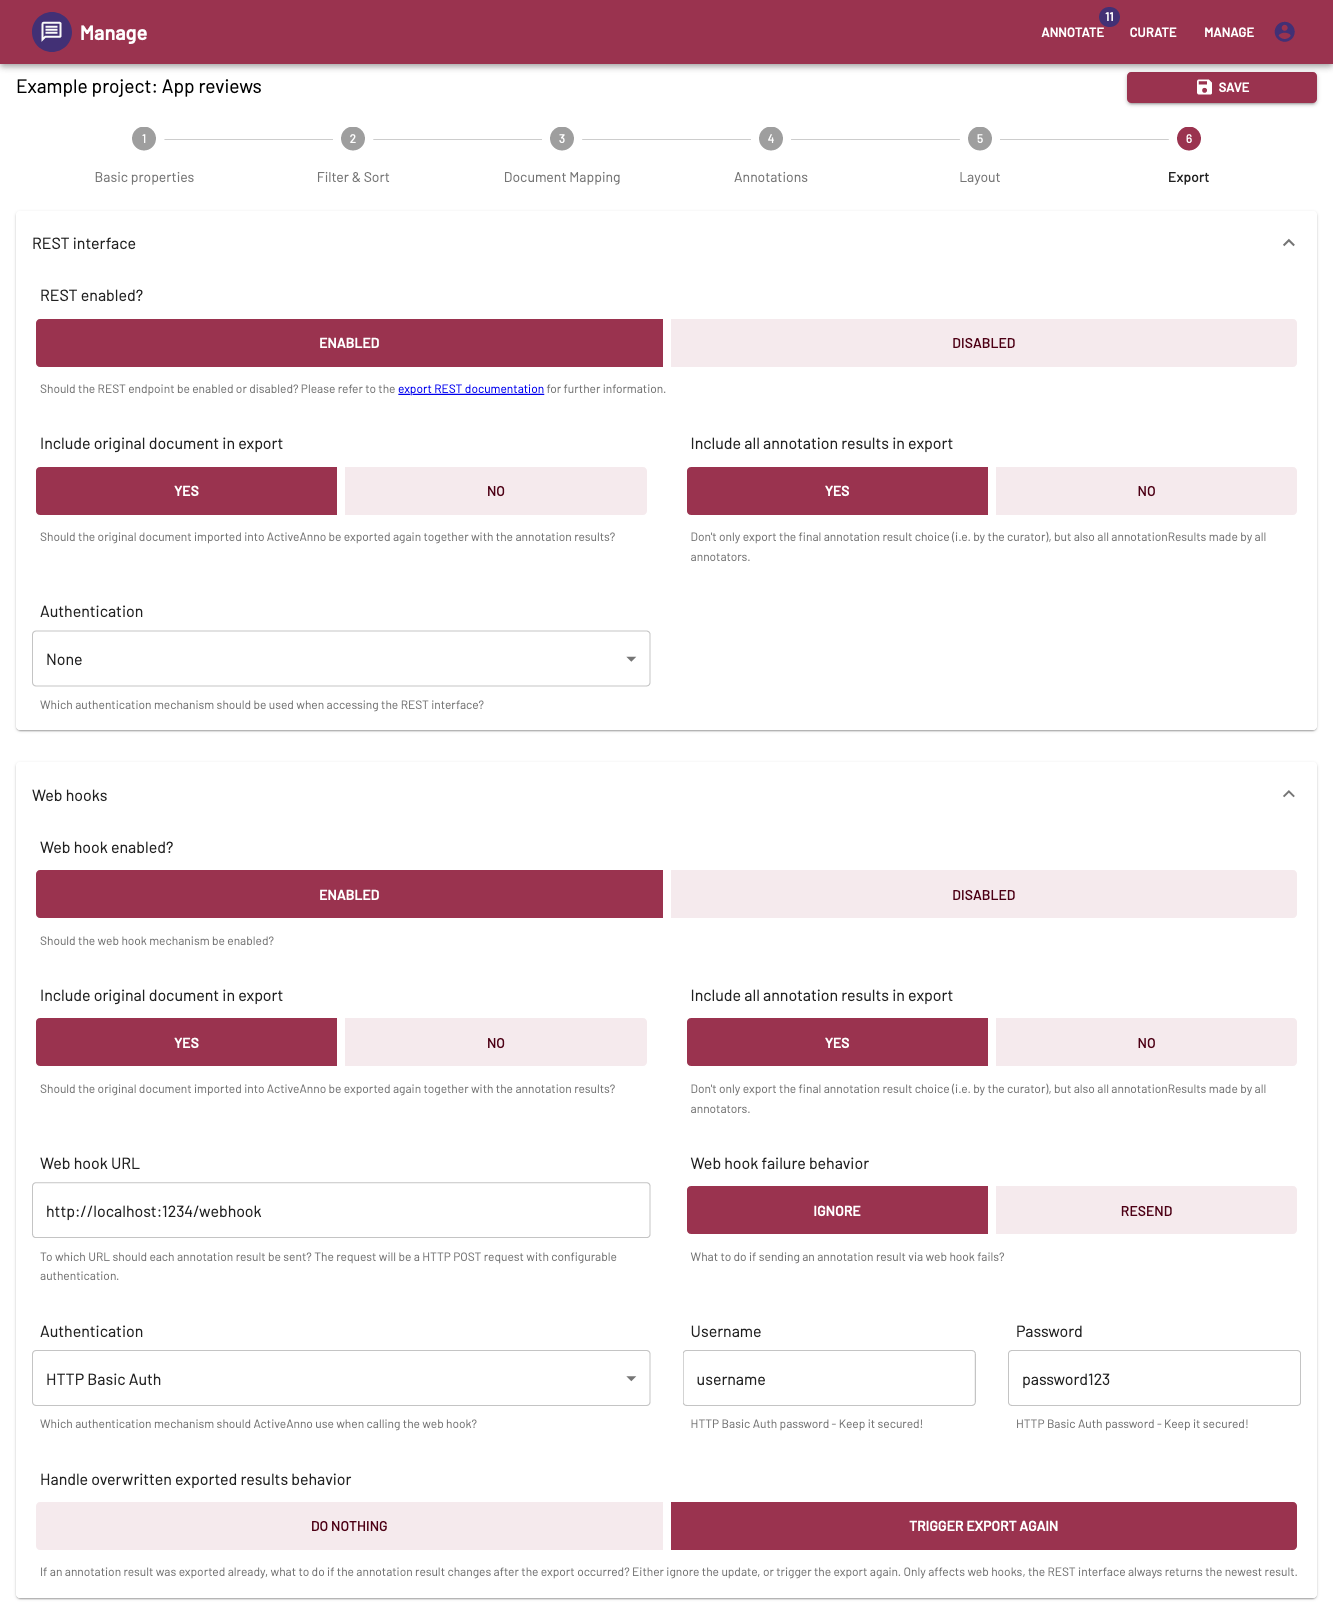 Manage
ANNOTATE 11 CURATE MANAGE
Example project: App reviews
SAVE
1 2 3 4 5 6
Basic properties Filter & Sort Document Mapping Annotations Layout Export
REST interface
REST enabled?
ENABLED DISABLED
Should the REST endpoint be enabled or disabled? Please refer to the export REST documentation for further information.
Include original document in export Include all annotation results in export
YES NO YES NO
Should the original document imported into ActiveAnno be exported again together with the annotation results?
Don't only export the final annotation result choice (i.e. by the curator), but also all annotationResults made by all
annotators.
Authentication
None
Which authentication mechanism should be used when accessing the REST interface?
Web hooks
Web hook enabled?
ENABLED DISABLED
Should the web hook mechanism be enabled?
Include original document in export Include all annotation results in export
YES NO YES NO
Should the original document imported into ActiveAnno be exported again together with the annotation results?
Don't only export the final annotation result choice (i.e. by the curator), but also all annotationResults made by all
annotators.
Web hook URL Web hook failure behavior
http://localhost:1234/webhook IGNORE RESEND
To which URL should each annotation result be sent? The request will be a HTTP POST request with configurable
authentication.
What to do if sending an annotation result via web hook fails?
Authentication Username Password
HTTP Basic Auth username password123
Which authentication mechanism should ActiveAnno use when calling the web hook? HTTP Basic Auth password - Keep it secured! HTTP Basic Auth password - Keep it secured!
Handle overwritten exported results behavior
DO NOTHING TRIGGER EXPORT AGAIN
If an annotation result was exported already, what to do if the annotation result changes after the export occurred? Either ignore the update, or trigger the export again. Only affects web hooks, the REST interface always returns the newest result.